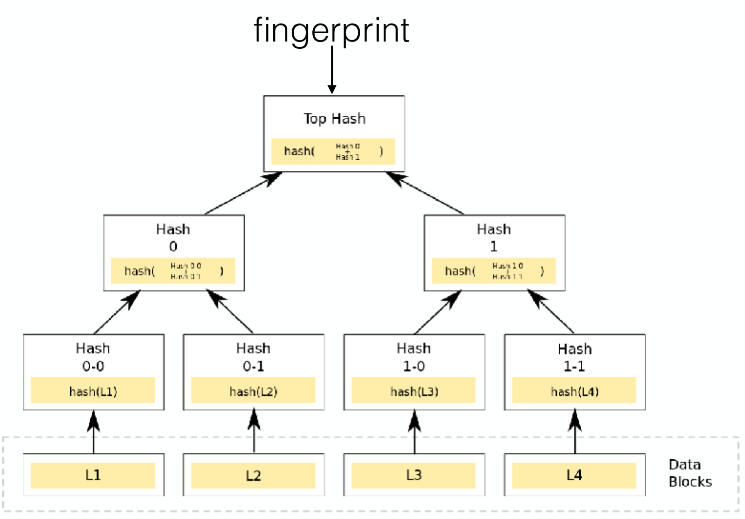 fingerprint
Top Hash
hash( Hash 0
+
Hash 1 )
Hash
0
hash( Hash 0-0
+
Hash 0-1 )
Hash
1
hash( Hash 1-0
+
Hash 1-1 )
Hash
0-0
hash(L1)
Hash
0-1
hash(L2)
Hash
1-0
hash(L3)
Hash
1-1
hash(L4)
L1
L2
L3
L4
Data
Blocks